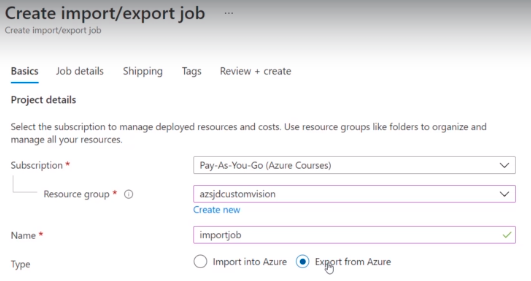 Create import/export job ...
Create import/export job
Basics Job details Shipping Tags Review + create
Project details
Select the subscription to manage deployed resources and costs. Use resource groups like folders to organize and
manage all your resources.
Subscription * Pay-As-You-Go (Azure Courses)
Resource group * azsjdcustomvision
Create new
Name * importjob
Type Import into Azure Export from Azure